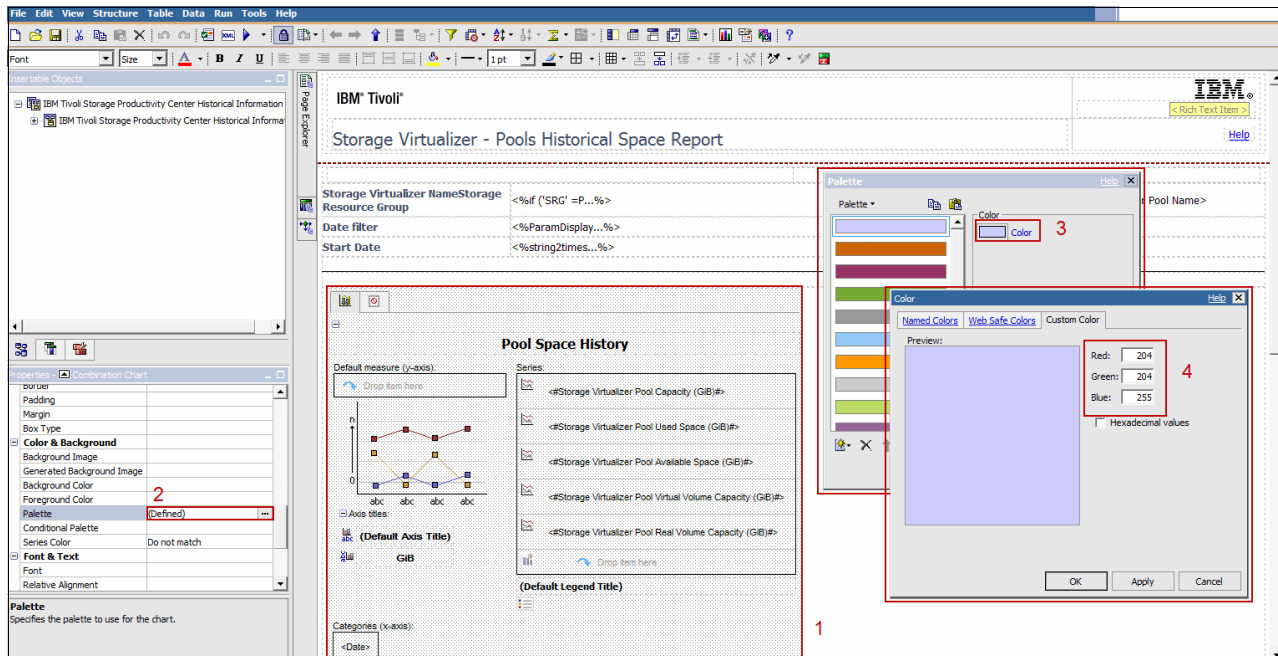 File Edit View Structure Table Data Run Tools Help
Font Size A B I U 1 pt
Insertable Objects
IBM Tivoli Storage Productivity Center Historical Information
IBM Tivoli Storage Productivity Center Historical Informat
Page Explorer
IBM® Tivoli®
IBM®
<Rich Text Item >
Storage Virtualizer - Pools Historical Space Report
Help
Storage Virtualizer NameStorage
Resource Group
<%if ('SRG' =P...%>
Pool Name>
Date filter
<%ParamDisplay...%>
Start Date
<%string2times...%>
Palette Help
Palette
Color
Color
3
Color Help
Named Colors Web Safe Colors Custom Color
Preview:
Red: 204
Green: 204
Blue: 255
4
Hexadecimal values
OK Apply Cancel
Pool Space History
Default measure (y-axis):
Drop item here
n
0
abc abc abc abc
Axis titles:
(Default Axis Title)
GiB
Series:
<#Storage Virtualizer Pool Capacity (GiB)#>
<#Storage Virtualizer Pool Used Space (GiB)#>
<#Storage Virtualizer Pool Available Space (GiB)#>
<#Storage Virtualizer Pool Virtual Volume Capacity (GiB)#>
<#Storage Virtualizer Pool Real Volume Capacity (GiB)#>
Drop item here
(Default Legend Title)
Categories (x-axis):
<Date>
1
Properties - Combination Chart
Border
Padding
Margin
Box Type
Color & Background
Background Image
Generated Background Image
Background Color
Foreground Color
2
Palette (Defined) ...
Conditional Palette
Series Color Do not match
Font & Text
Font
Relative Alignment
Palette
Specifies the palette to use for the chart.